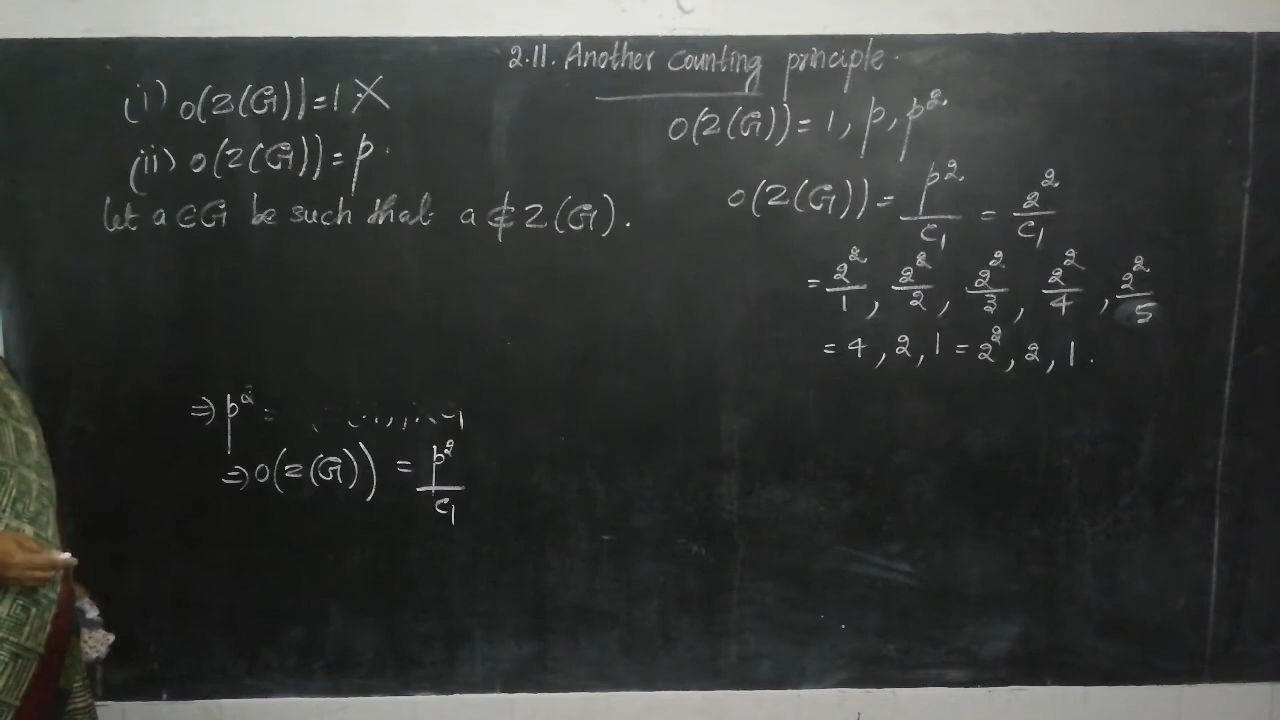 2.11. Another counting principle.
(i) o(Z(G)) = 1 X
(ii) o(Z(G)) = p.
let a ∈ G be such that a ∉ Z(G).
⇒ p² = c₁
⇒ o(Z(G)) = p²/c₁
o(Z(G)) = 1, p, p²
o(Z(G)) = p²/c₁ = 2²/c₁
= 2²/1, 2²/2, 2²/3, 2²/4, 2²/5
= 4, 2, 1 = 2², 2, 1.